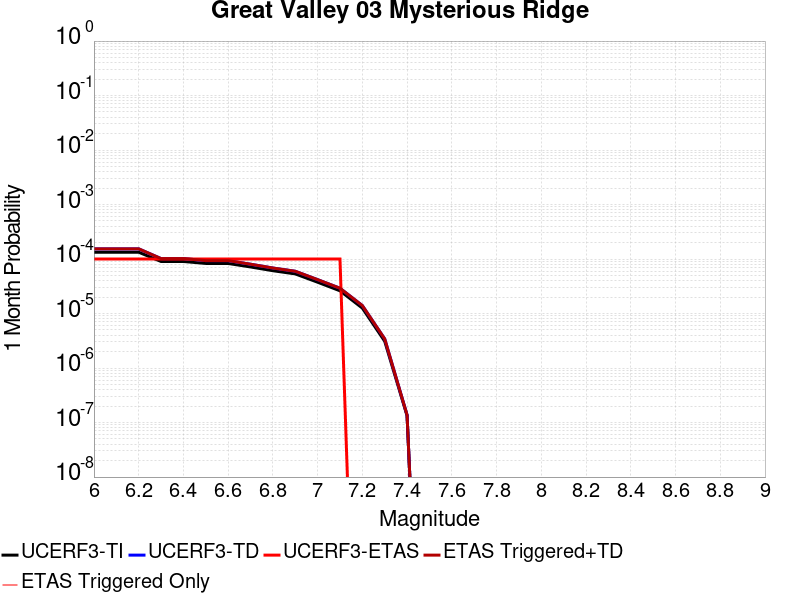 Great Valley 03 Mysterious Ridge
10^0
10^-1
10^-2
10^-3
10^-4
10^-5
10^-6
10^-7
10^-8
1 Month Probability
6 6.2 6.4 6.6 6.8 7 7.2 7.4 7.6 7.8 8 8.2 8.4 8.6 8.8 9
Magnitude
UCERF3-TI UCERF3-TD UCERF3-ETAS ETAS Triggered+TD
ETAS Triggered Only